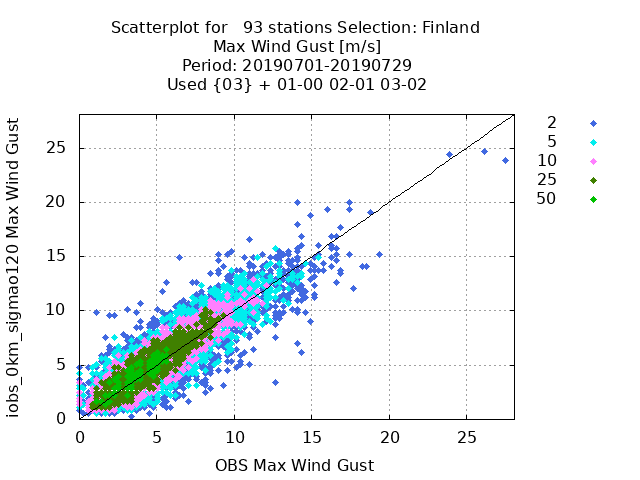 Scatterplot for   93 stations Selection: Finland
Max Wind Gust [m/s]
Period: 20190701-20190729
Used {03} + 01-00 02-01 03-02
iobs_0km_sigmao120 Max Wind Gust
25
20
15
10
5
0
0 5 10 15 20 25
OBS Max Wind Gust
2
5
10
25
50